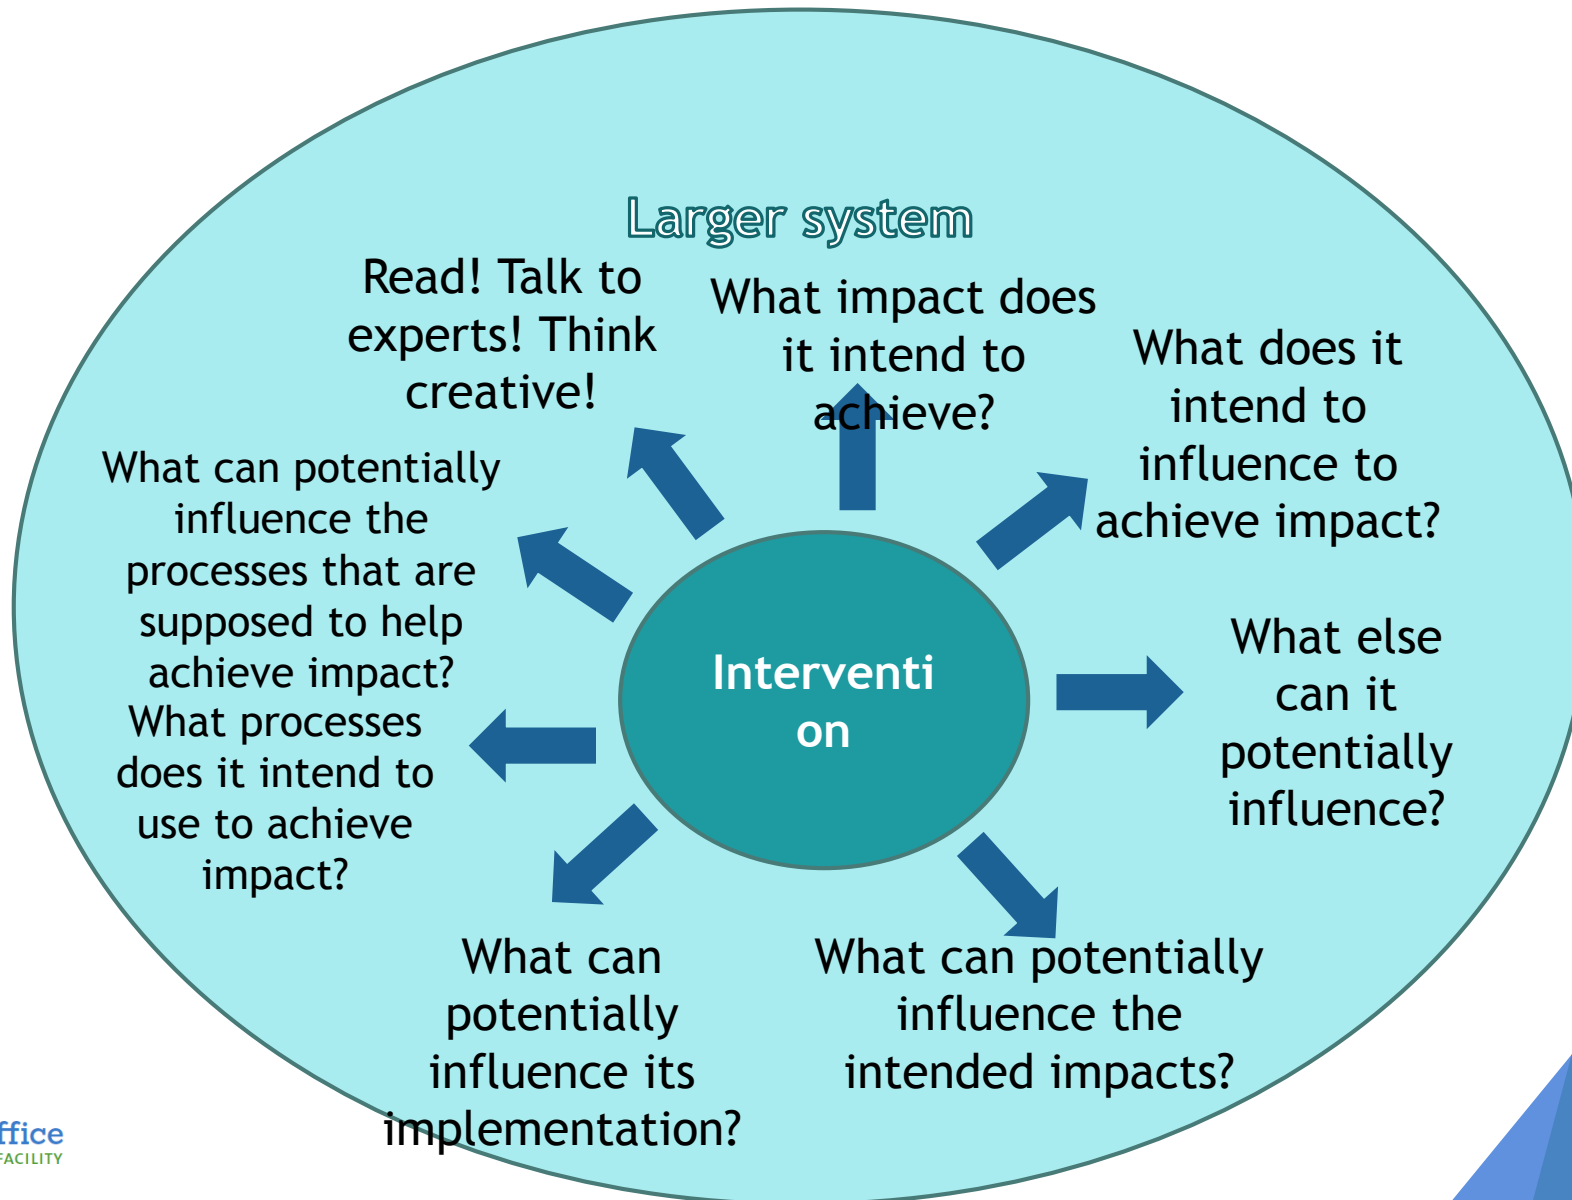 Larger system
Read! Talk to
experts! Think
creative!
What impact does
it intend to
achieve?
What does it
intend to
influence to
achieve impact?
What can potentially
influence the
processes that are
supposed to help
achieve impact?
What processes
does it intend to
use to achieve
impact?
Interventi
on
What else
can it
potentially
influence?
What can
potentially
influence its
implementation?
What can potentially
influence the
intended impacts?
ffice
FACILITY